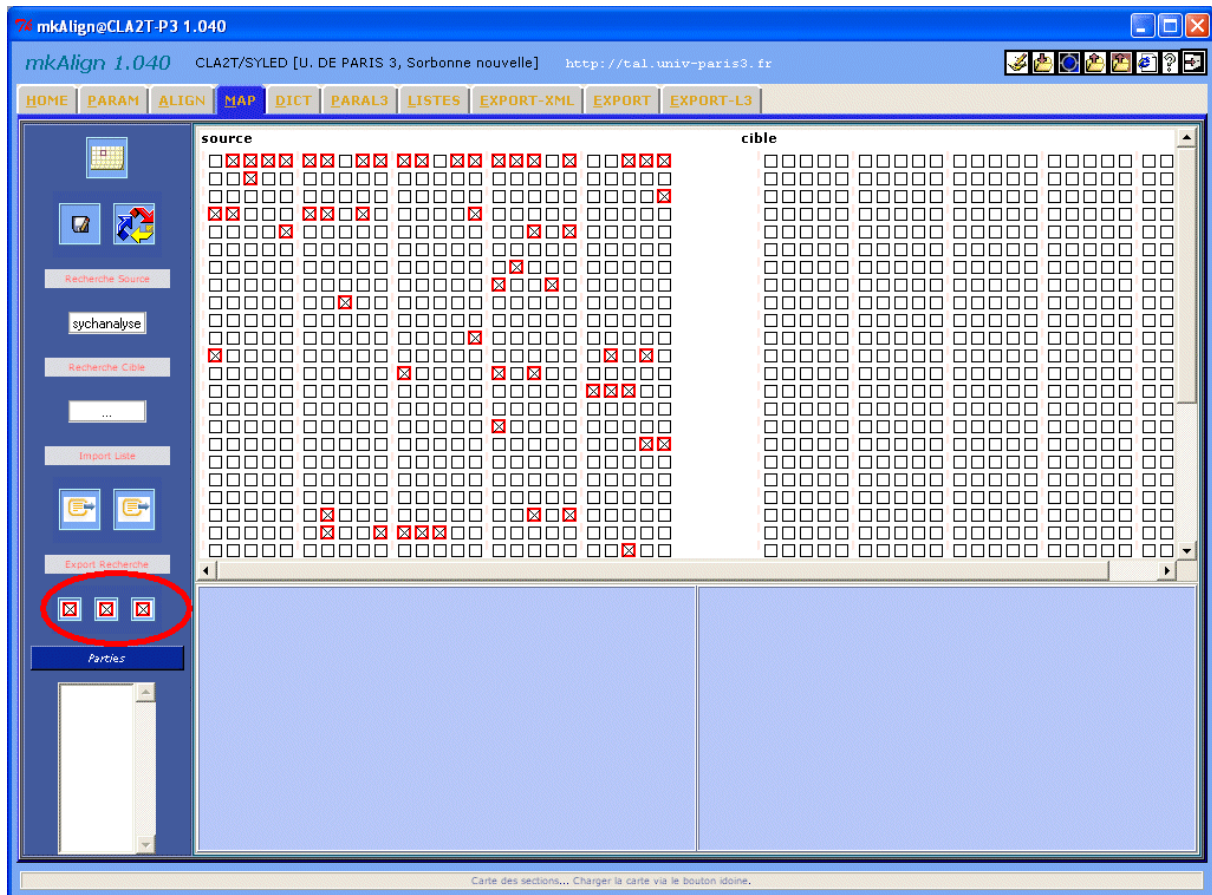 mkAlign@CLA2T-P3 1.040
mkAlign 1.040 CLA2T/SYLED [U. DE PARIS 3, Sorbonne nouvelle] http://tal.univ-paris3.fr
HOME PARAM ALIGN MAP DICT PARAL3 LISTES EXPORT-XML EXPORT EXPORT-L3
source cible
Recherche Source
sychanalyse
Recherche Cible
...
Import Liste
Export Recherche
Parties
Carte des sections... Charger la carte via le bouton idoine.